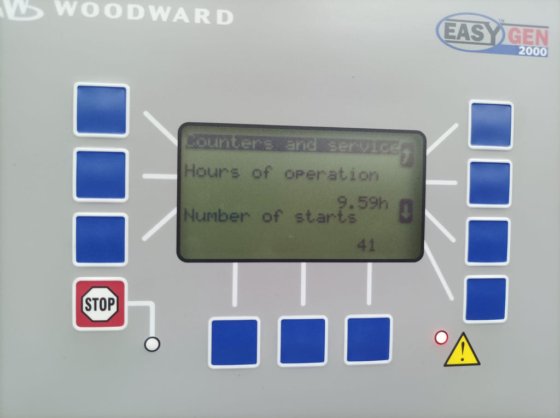 WOODWARD
EASYGEN
2000
Counters and service
Hours of operation
9.59h
Number of starts
41
STOP